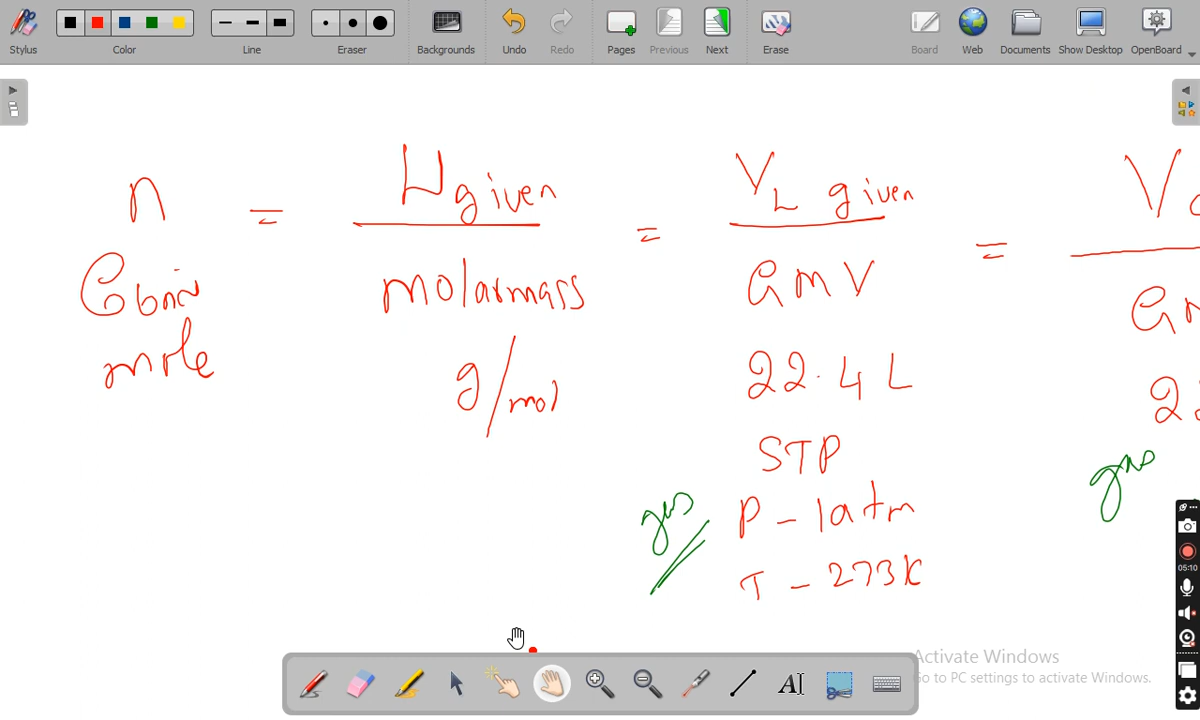 Stylus
Color
Line
Eraser
Backgrounds
Undo
Redo
Pages
Previous
Next
Erase
Board
Web
Documents
Show Desktop
OpenBoard
n = Wgiven = VL given = V
molarmass GMV
mole
g/mol 22.4 L 2
STP gas
gas P - 1atm
T - 273K
05:10
Activate Windows
Go to PC settings to activate Windows.